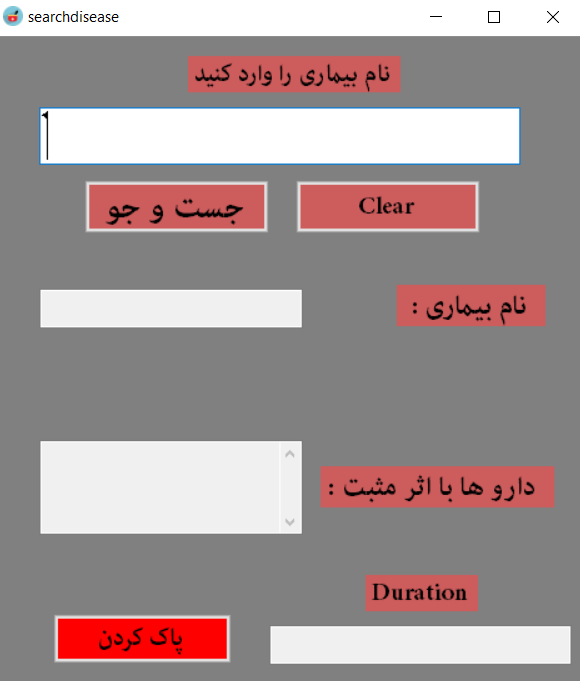 searchdisease
نام بیماری را وارد کنید
جست و جو
Clear
نام بیماری :
دارو ها با اثر مثبت :
Duration
پاک کردن